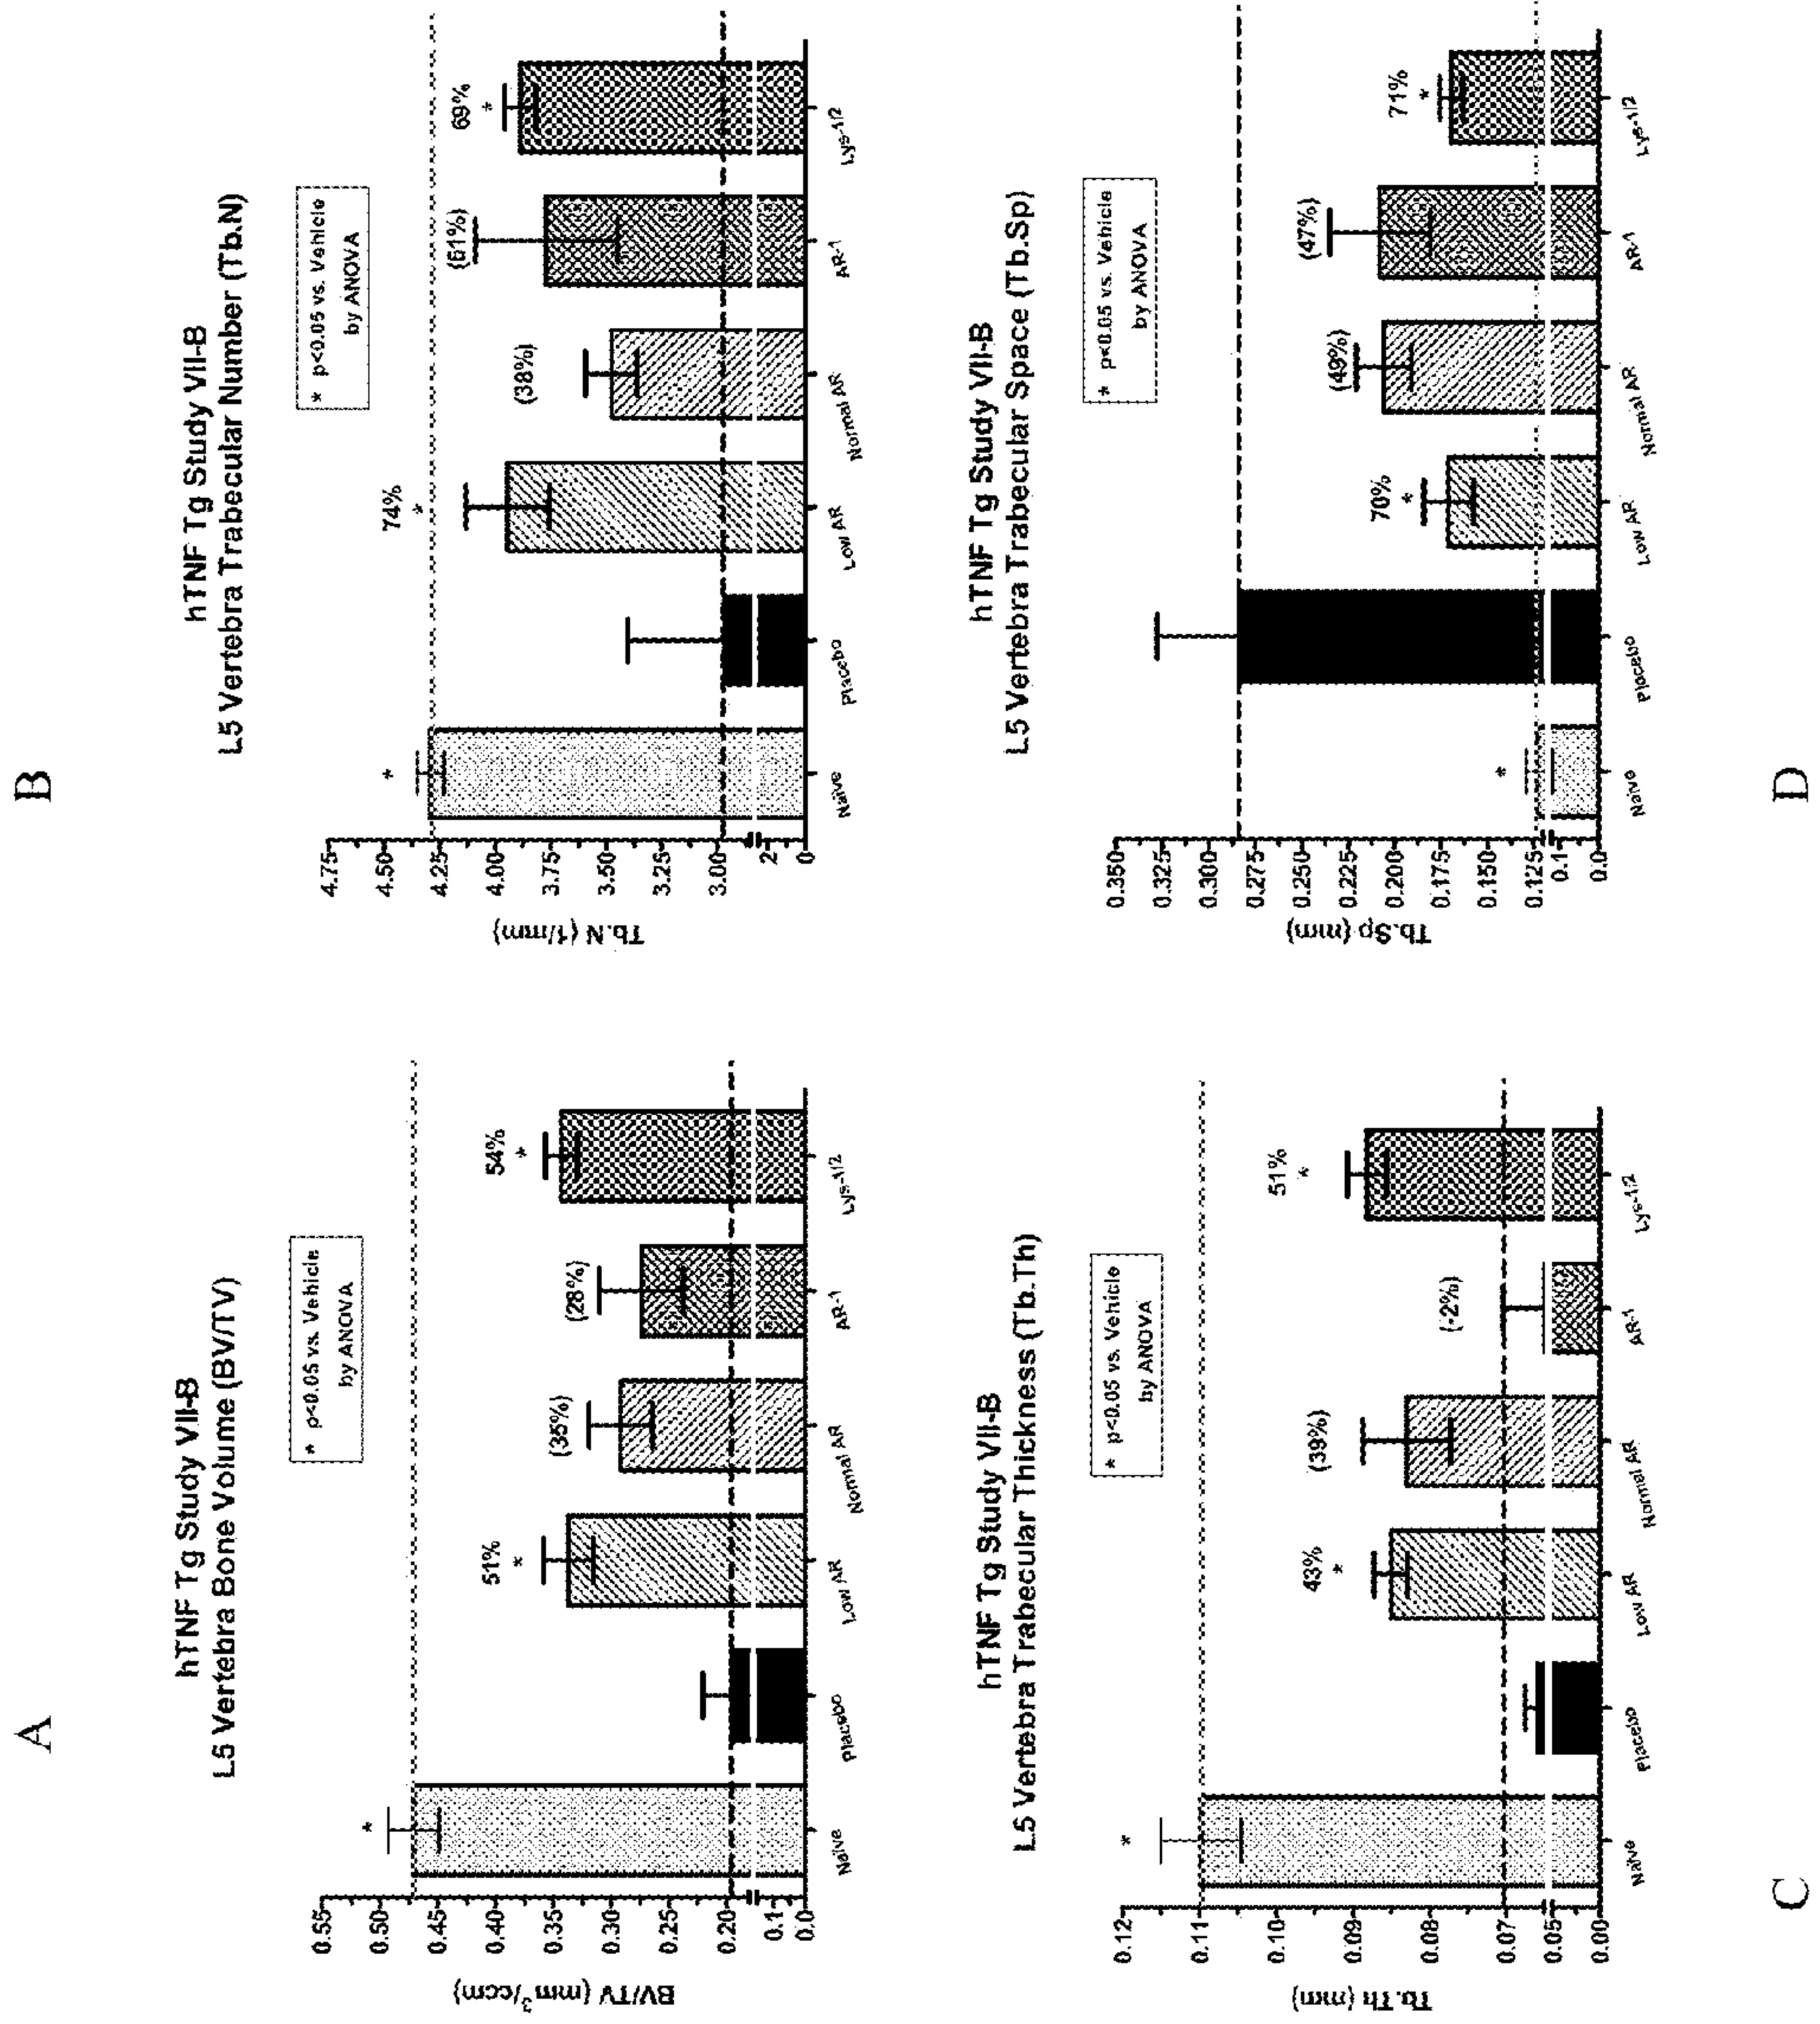 A
hTNF Tg Study VII-B
L5 Vertebra Bone Volume (BV/TV)
* p<0.05 vs. Vehicle
by ANOVA
BV/TV (mm³/ccm)
0.55
0.50
0.45
0.40
0.35
0.30
0.25
0.20
0.1
0.0
*
51%
*
(35%)
(28%)
54%
*
Naïve
Placebo
Low AR
Normal AR
AR-1
Lys-1/2
B
hTNF Tg Study VII-B
L5 Vertebra Trabecular Number (Tb.N)
* p<0.05 vs. Vehicle
by ANOVA
Tb.N (1/mm)
4.75
4.50
4.25
4.00
3.75
3.50
3.25
3.00
2
0
*
74%
*
(38%)
(61%)
69%
*
Naïve
Placebo
Low AR
Normal AR
AR-1
Lys-1/2
C
hTNF Tg Study VII-B
L5 Vertebra Trabecular Thickness (Tb.Th)
* p<0.05 vs. Vehicle
by ANOVA
Tb.Th (mm)
0.12
0.11
0.10
0.09
0.08
0.07
0.05
0.00
*
43%
*
(39%)
(-2%)
51%
*
Naïve
Placebo
Low AR
Normal AR
AR-1
Lys-1/2
D
hTNF Tg Study VII-B
L5 Vertebra Trabecular Space (Tb.Sp)
* p<0.05 vs. Vehicle
by ANOVA
Tb.Sp (mm)
0.350
0.325
0.300
0.275
0.250
0.225
0.200
0.175
0.150
0.125
0.1
0.0
*
70%
*
(49%)
(47%)
71%
*
Naïve
Placebo
Low AR
Normal AR
AR-1
Lys-1/2